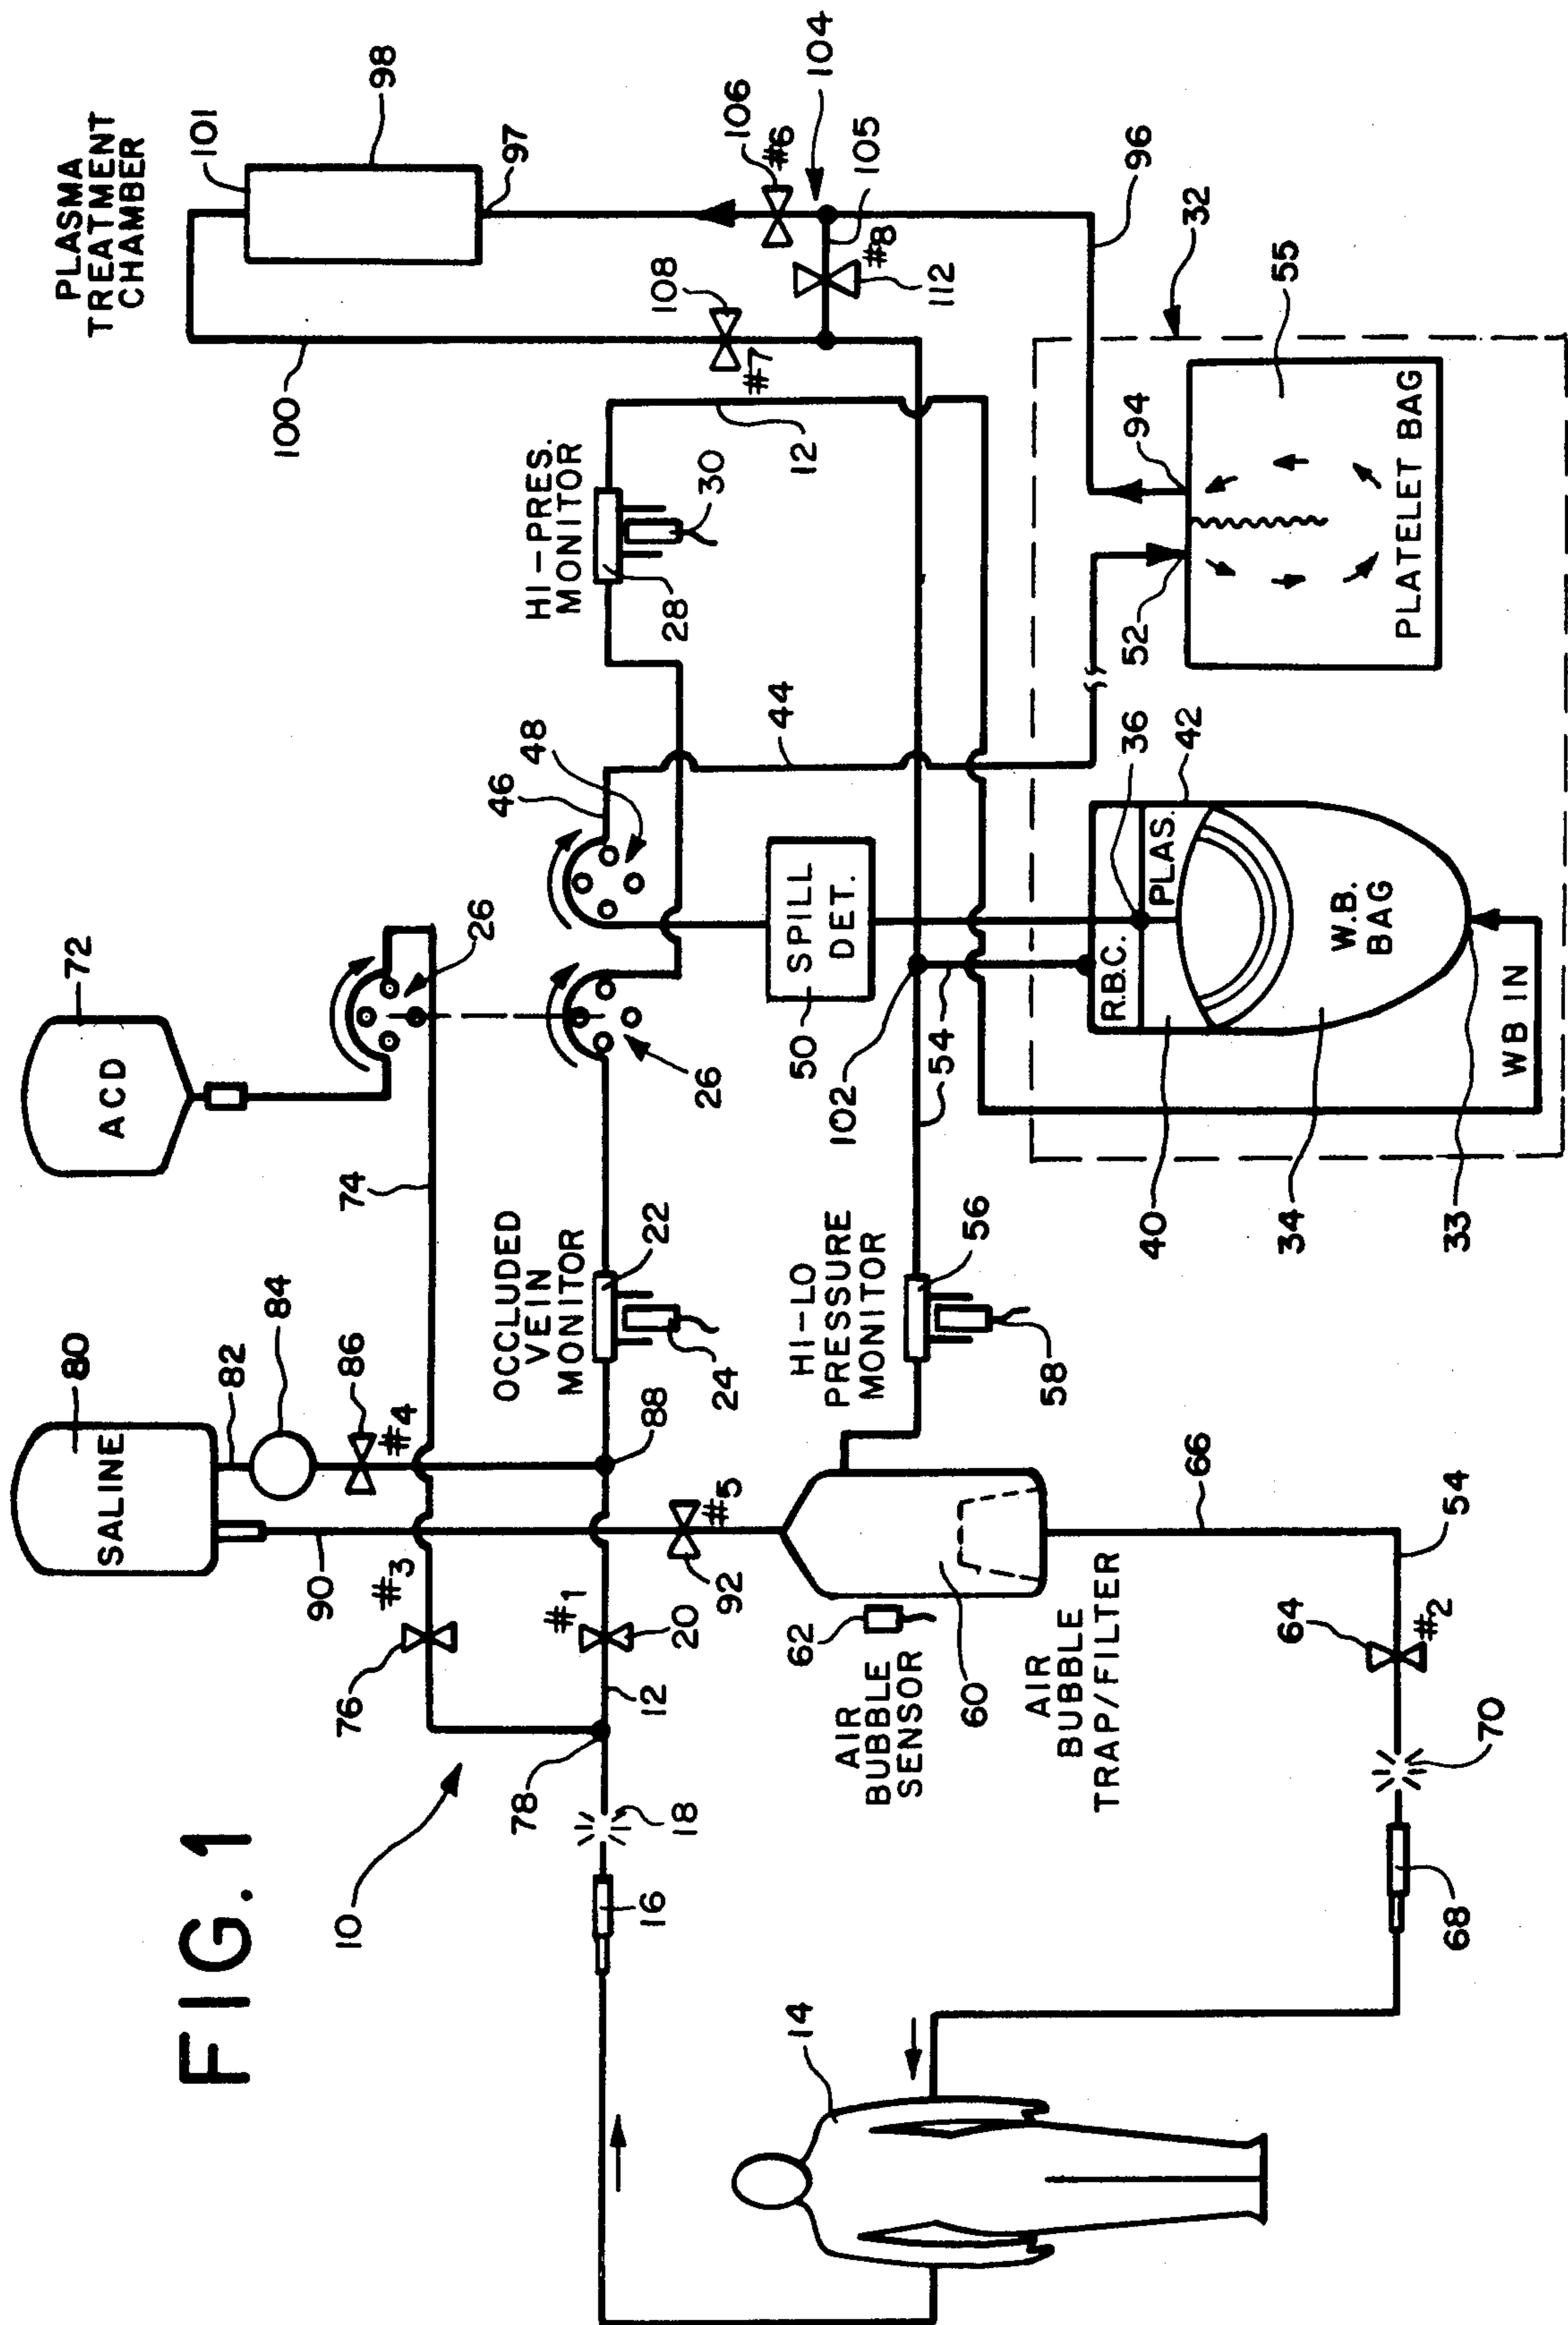 FIG. 1
10
SALINE
80
82
84
86
#4
90
#3
76
78
74
ACD
72
26
PLASMA
TREATMENT
CHAMBER
101
98
97
100
108
#7
106
#6
104
105
#8
112
96
16
18
12
#1
20
88
OCCLUDED
VEIN
MONITOR
22
24
26
46
48
44
HI-PRES.
MONITOR
28
30
12
#5
92
62
AIR
BUBBLE
SENSOR
60
AIR
BUBBLE
TRAP/FILTER
HI-LO
PRESSURE
MONITOR
56
58
102
54
50
SPILL
DET.
32
R.B.C.
PLAS.
36
42
W.B.
BAG
40
34
33
WB IN
52
94
55
PLATELET BAG
14
66
54
64
#2
70
68